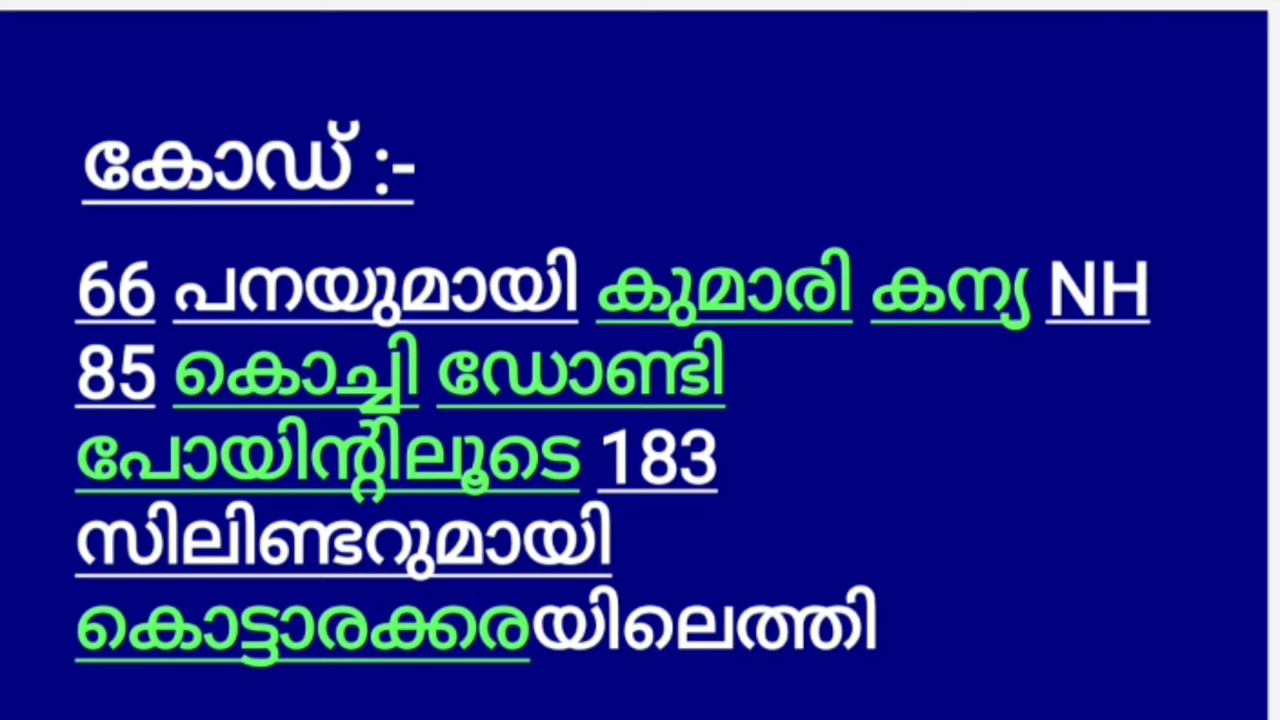 കോഡ് :-
66 പനയുമായി കുമാരി കന്യ NH
85 കൊച്ചി ഡോണ്ടി
പോയിന്റിലൂടെ 183
സിലിണ്ടറുമായി
കൊട്ടാരക്കരയിലെത്തി